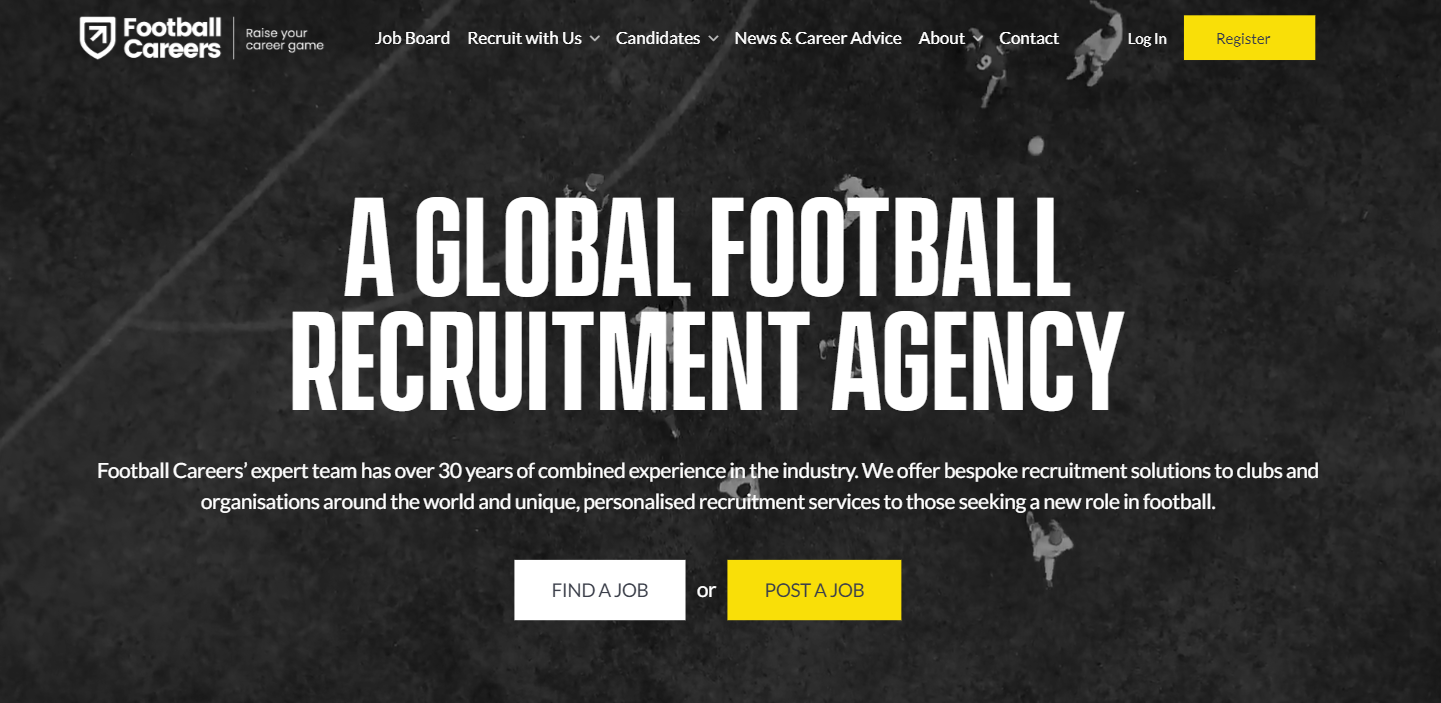 Football
Careers
Raise your
career game
Job Board Recruit with Us Candidates News & Career Advice About Contact Log In Register
9
A GLOBAL FOOTBALL
RECRUITMENT AGENCY
Football Careers’ expert team has over 30 years of combined experience in the industry. We offer bespoke recruitment solutions to clubs and
organisations around the world and unique, personalised recruitment services to those seeking a new role in football.
FIND A JOB or POST A JOB